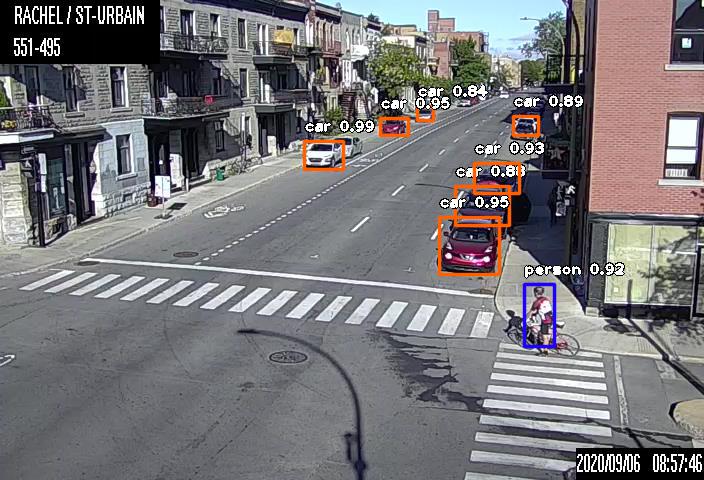 RACHEL / ST-URBAIN
551-495
car 0.84
car 0.95
car 0.89
car 0.99
car 0.93
car 0.88
car 0.95
person 0.92
2020/09/06 08:57:46